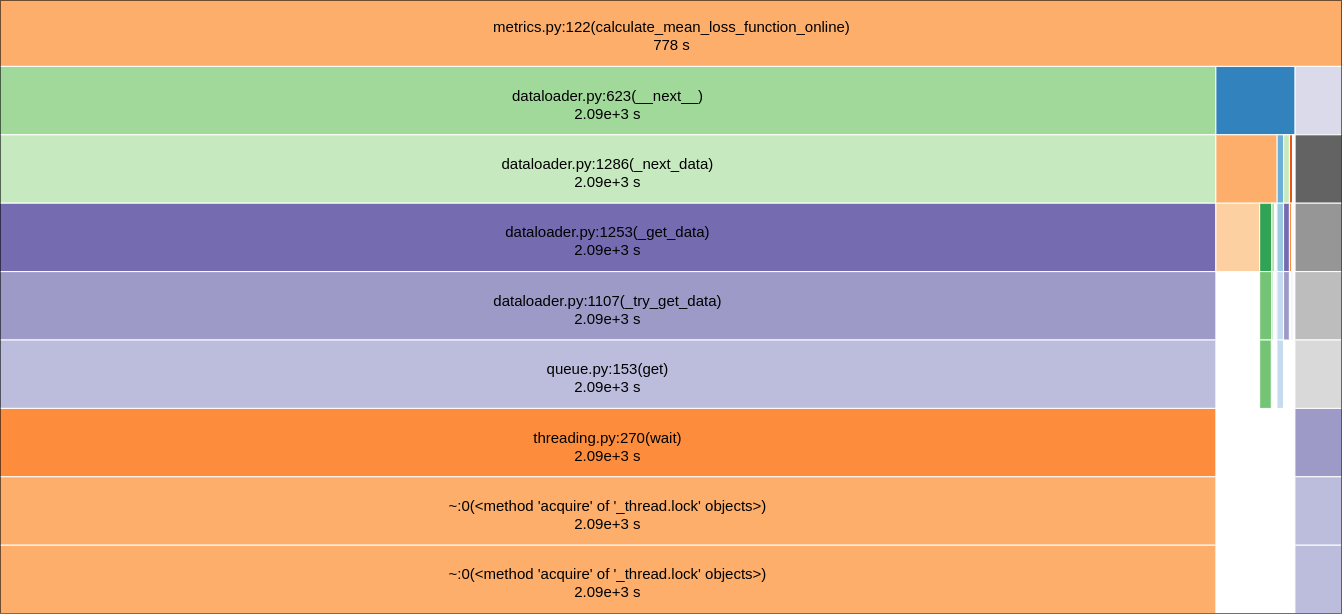 metrics.py:122(calculate_mean_loss_function_online)
778 s
dataloader.py:623(__next__)
2.09e+3 s
dataloader.py:1286(_next_data)
2.09e+3 s
dataloader.py:1253(_get_data)
2.09e+3 s
dataloader.py:1107(_try_get_data)
2.09e+3 s
queue.py:153(get)
2.09e+3 s
threading.py:270(wait)
2.09e+3 s
~:0(<method 'acquire' of '_thread.lock' objects>)
2.09e+3 s
~:0(<method 'acquire' of '_thread.lock' objects>)
2.09e+3 s